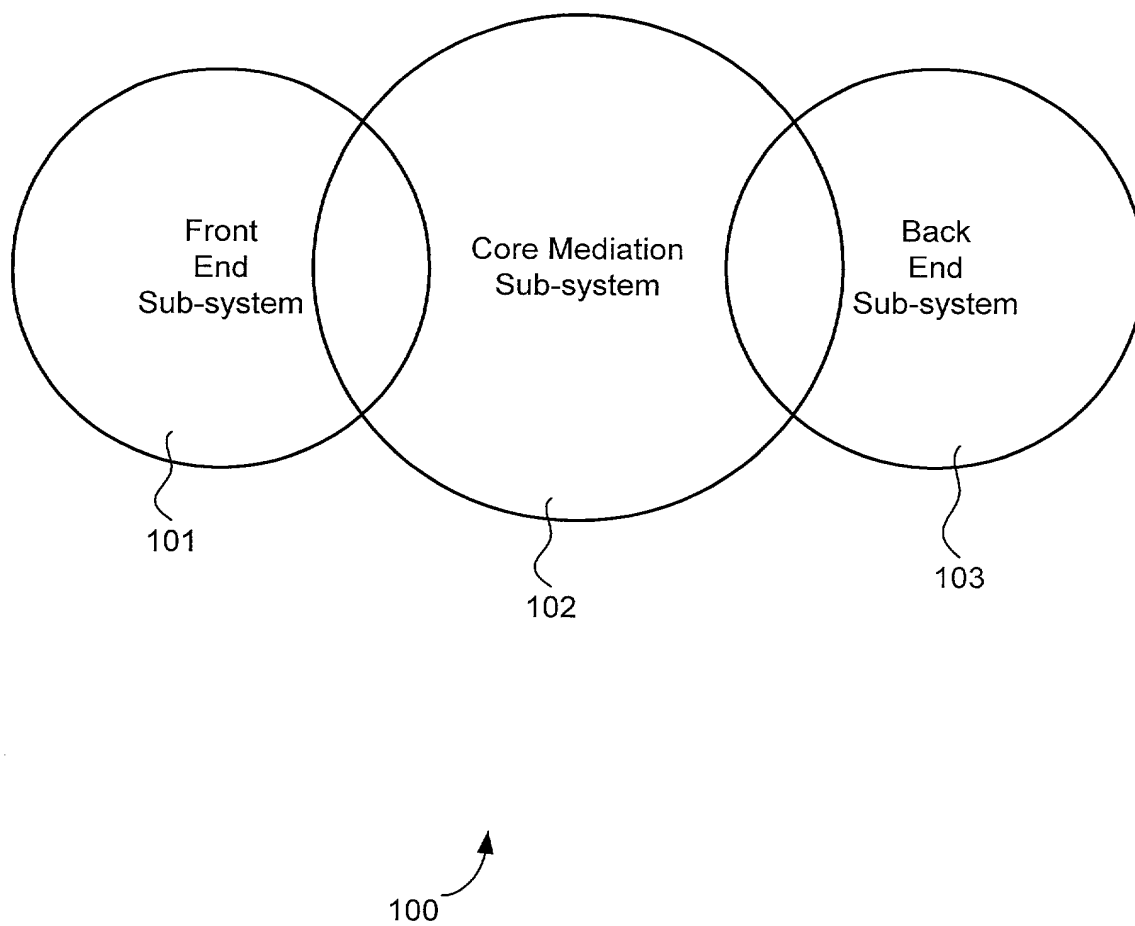 Front
End
Sub-system
Core Mediation
Sub-system
Back
End
Sub-system
101
102
103
100